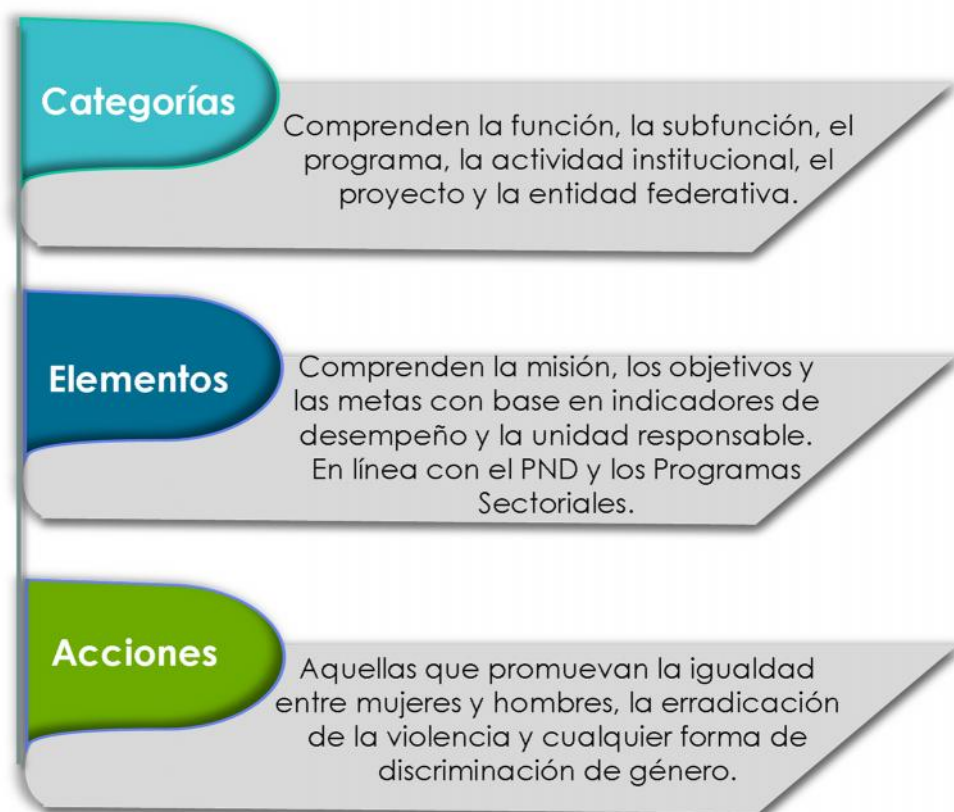 Categorías
Comprenden la función, la subfunción, el
programa, la actividad institucional, el
proyecto y la entidad federativa.
Elementos
Comprenden la misión, los objetivos y
las metas con base en indicadores de
desempeño y la unidad responsable.
En línea con el PND y los Programas
Sectoriales.
Acciones
Aquellas que promuevan la igualdad
entre mujeres y hombres, la erradicación
de la violencia y cualquier forma de
discriminación de género.